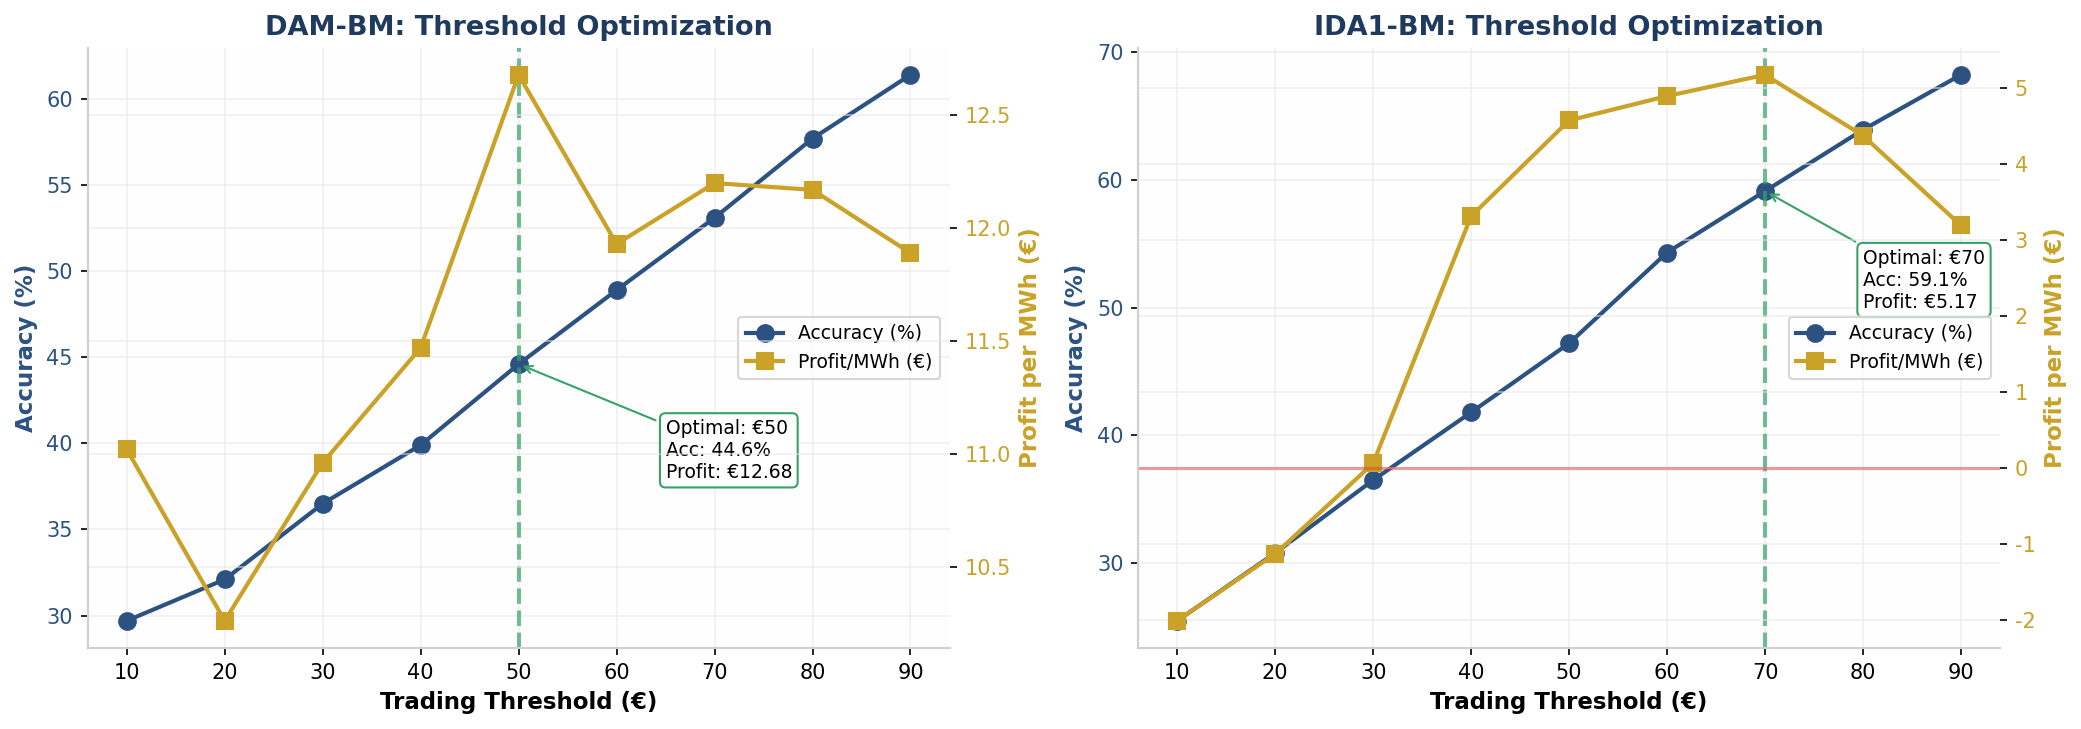 DAM-BM: Threshold Optimization
Accuracy (%)
60
55
50
45
40
35
30
12.5
12.0
11.5
11.0
10.5
Profit per MWh (€)
Accuracy (%)
Profit/MWh (€)
Optimal: €50
Acc: 44.6%
Profit: €12.68
10 20 30 40 50 60 70 80 90
Trading Threshold (€)
IDA1-BM: Threshold Optimization
Accuracy (%)
70
60
50
40
30
5
4
3
2
1
0
-1
-2
Profit per MWh (€)
Optimal: €70
Acc: 59.1%
Profit: €5.17
Accuracy (%)
Profit/MWh (€)
10 20 30 40 50 60 70 80 90
Trading Threshold (€)